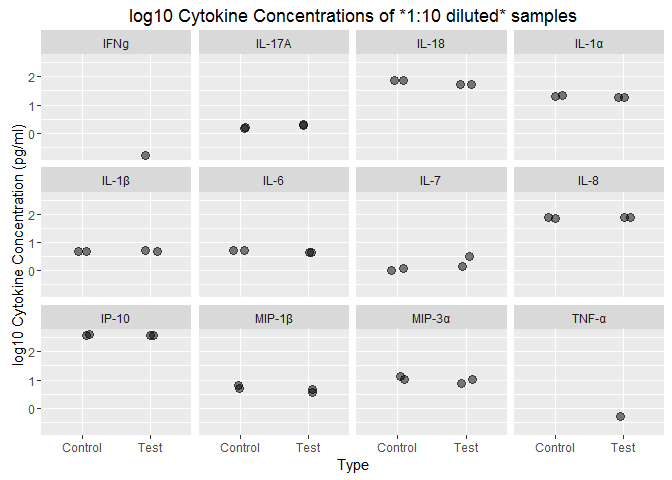 log10 Cytokine Concentrations of *1:10 diluted* samples
IFNg IL-17A IL-18 IL-1α
2
1
0
IL-1β IL-6 IL-7 IL-8
2
1
0
IP-10 MIP-1β MIP-3α TNF-α
2
1
0
log10 Cytokine Concentration (pg/ml)
Control Test Control Test Control Test Control Test
Type